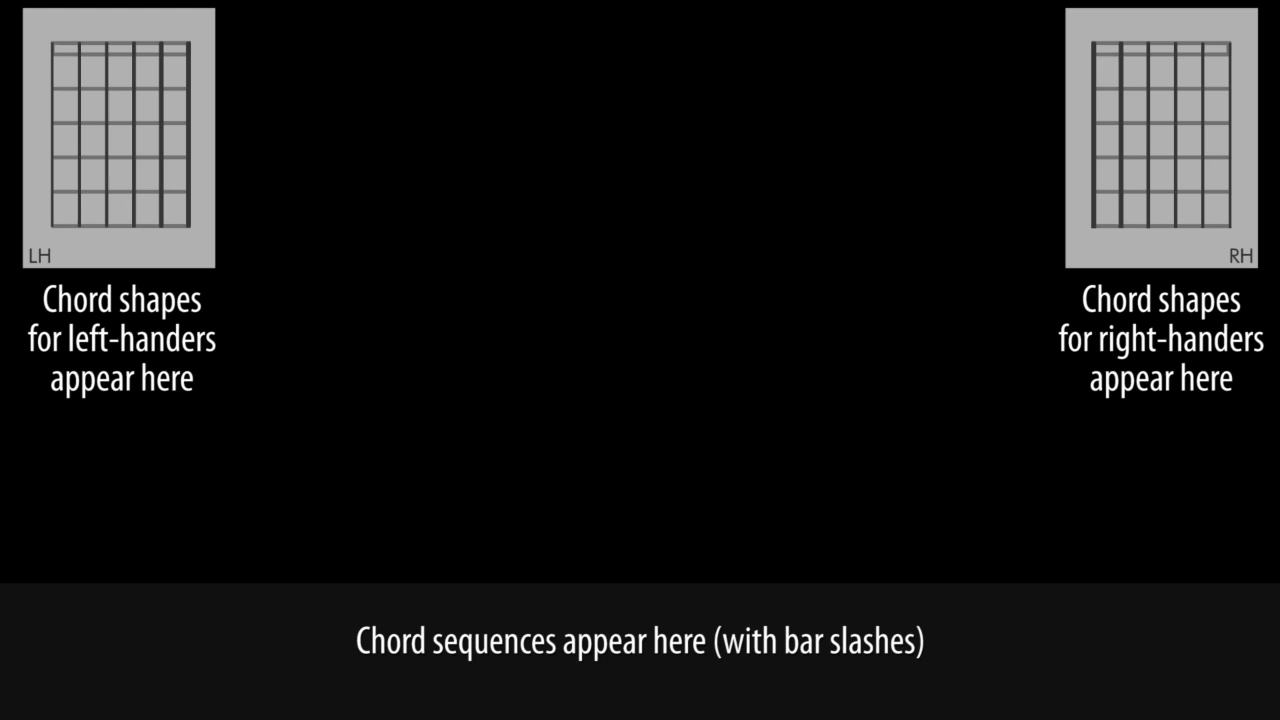 LH
Chord shapes
for left-handers
appear here
RH
Chord shapes
for right-handers
appear here
Chord sequences appear here (with bar slashes)